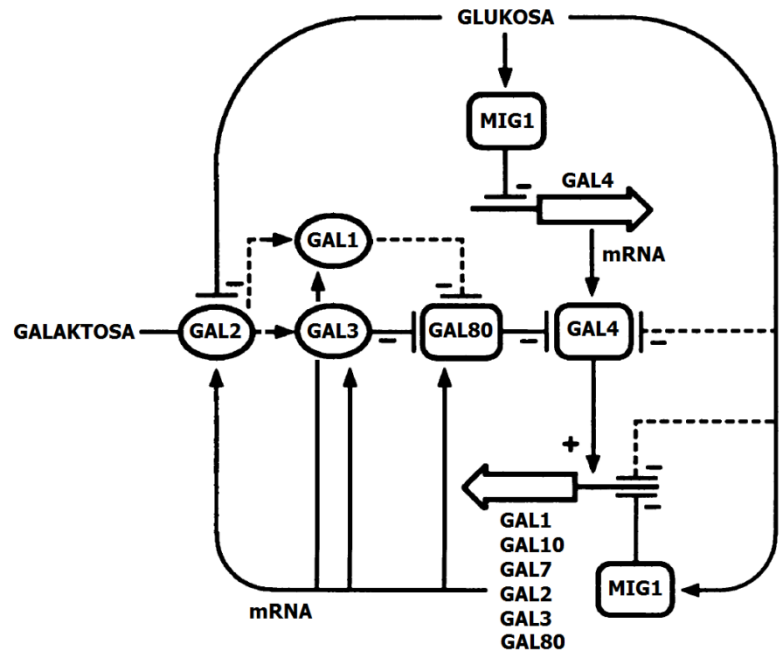 GLUKOSA
MIG1
-
GAL4
mRNA
GAL1
-
-
GALAKTOSA
GAL2
GAL3
-
GAL80
-
GAL4
-
+
-
-
GAL1
GAL10
GAL7
GAL2
GAL3
GAL80
MIG1
mRNA